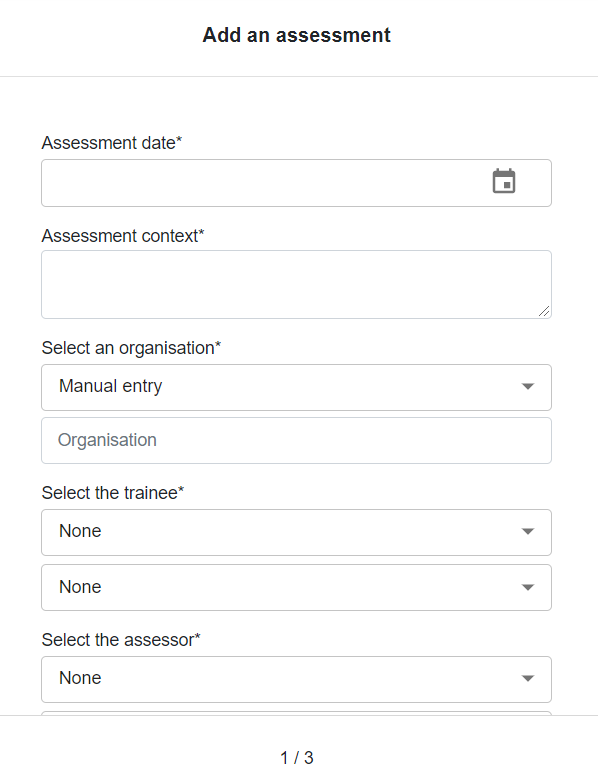 Add an assessment
Assessment date*
Assessment context*
Select an organisation*
Manual entry
Organisation
Select the trainee*
None
None
Select the assessor*
None
1 / 3